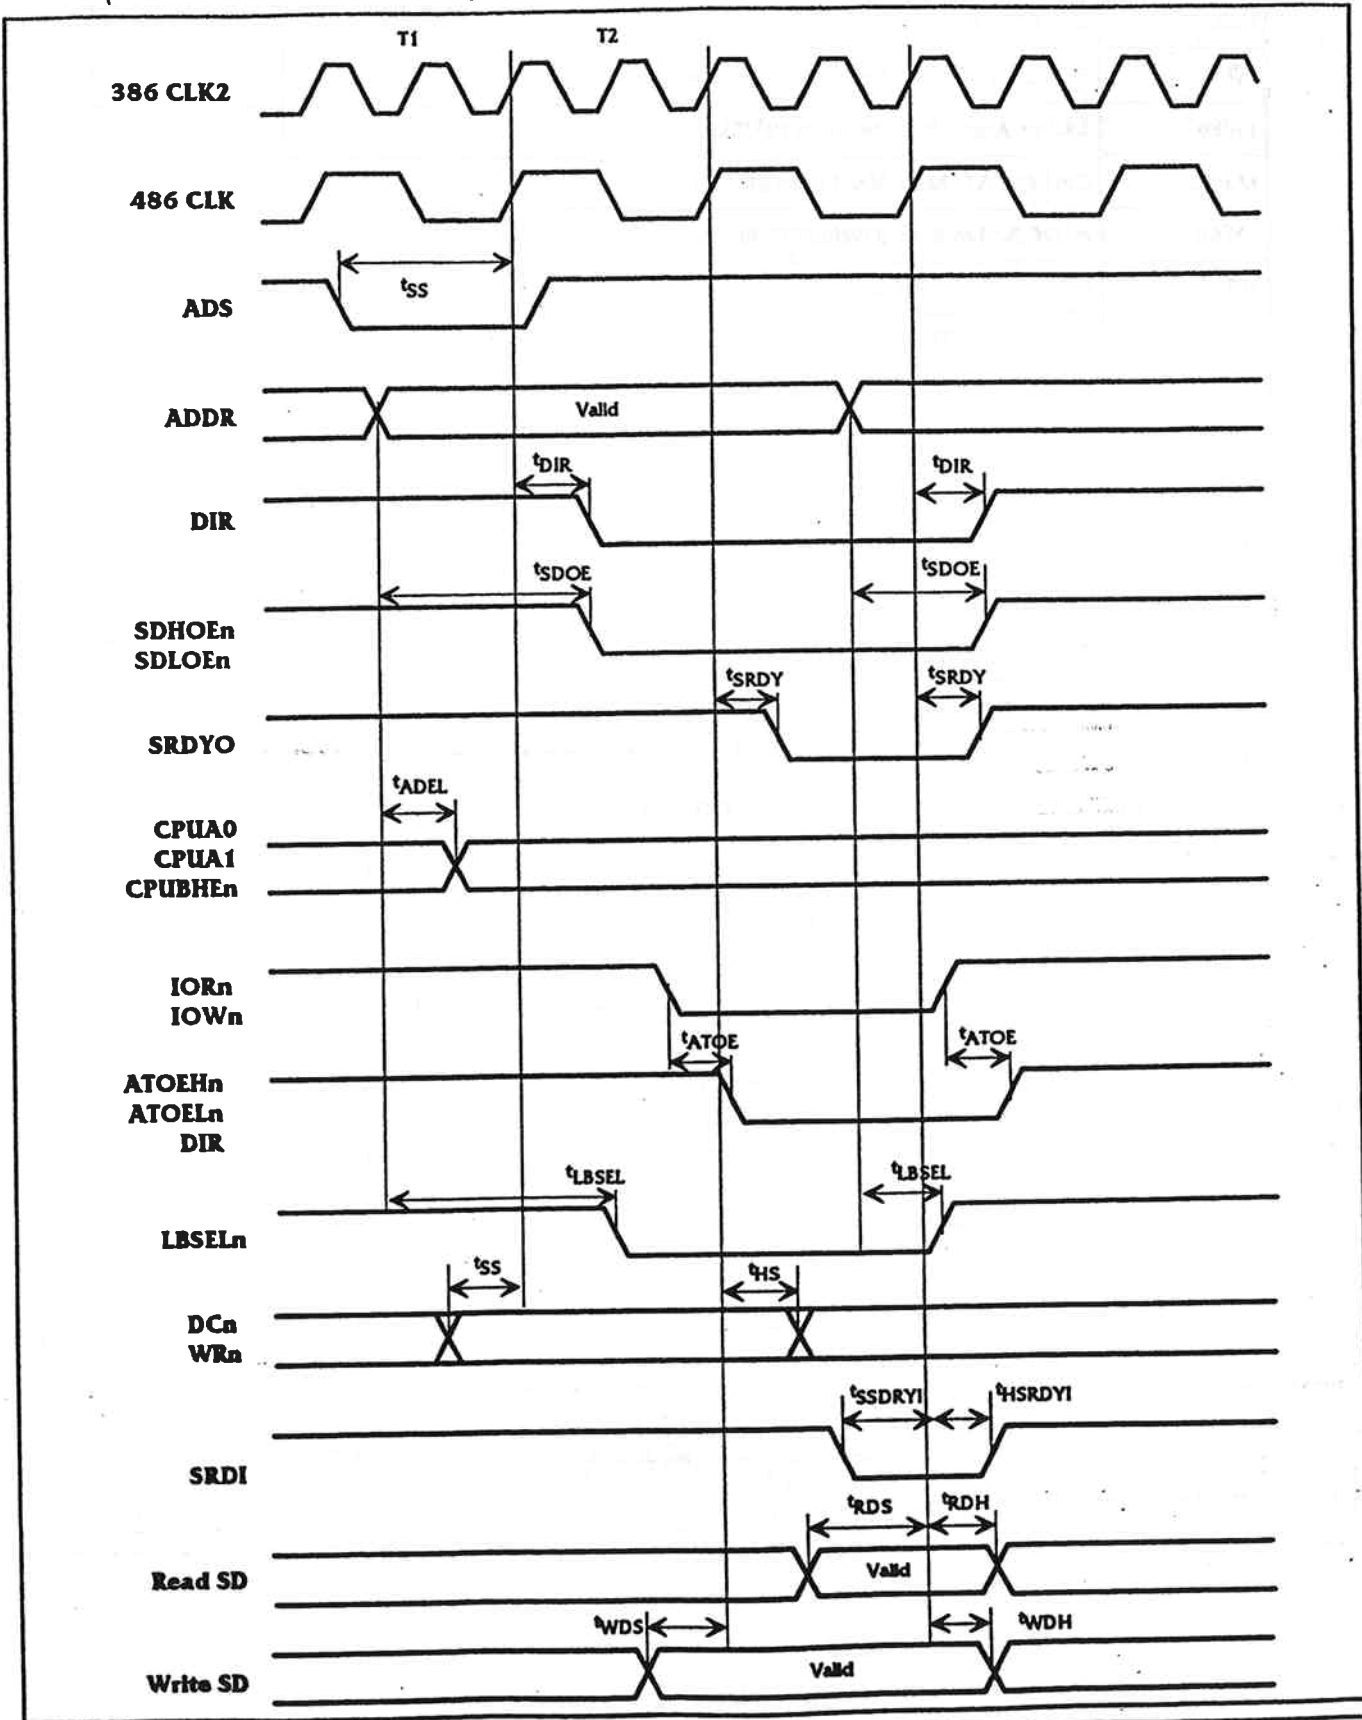 T1 T2
386 CLK2
486 CLK
tSS
ADS
ADDR Valid
tDIR tDIR
DIR
tSDOE tSDOE
SDHOEn
SDLOEn
tSRDY tSRDY
SRDYO
tADEL
CPUA0
CPUA1
CPUBHEn
IORn
IOWn
tATOE tATOE
ATOEHn
ATOELn
DIR
tLBSEL tLBSEL
LBSELn
tSS tHS
DCn
WRn
tSSDRYI tHSRDYI
SRDI
tRDS tRDH
Read SD Valid
tWDS tWDH
Write SD Valid